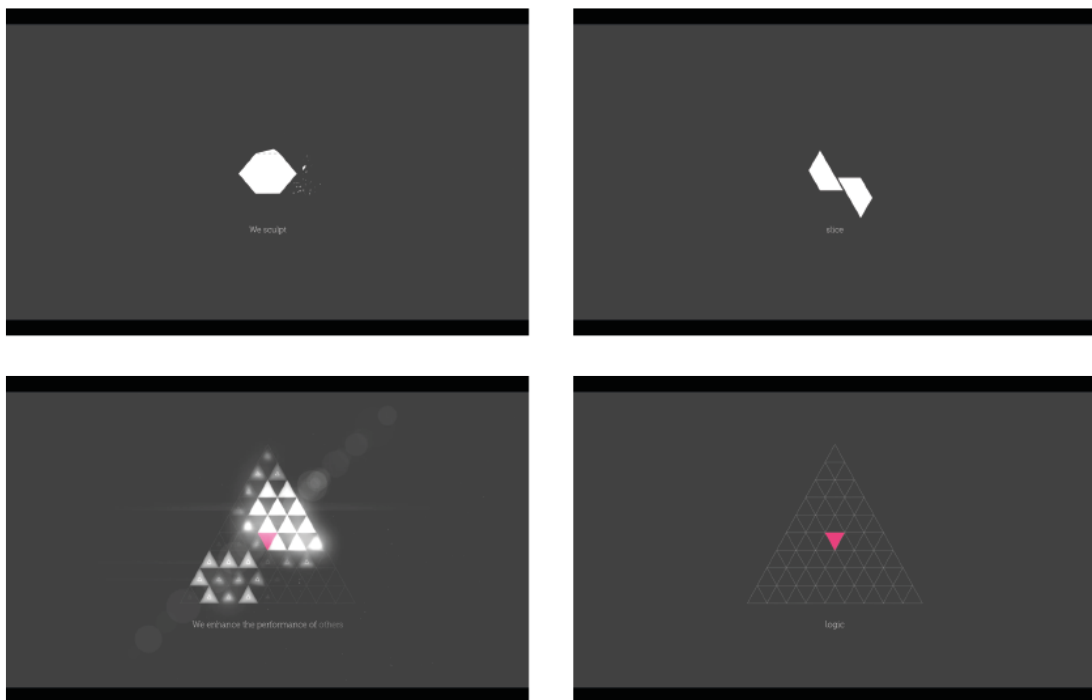 We sculpt
slice
We enhance the performance of others
logic